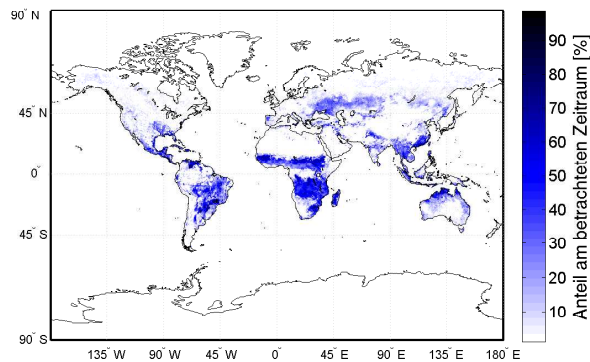 90° N
45° N
0°
45° S
90° S
135° W 90° W 45° W 0° 45° E 90° E 135° E 180° E
90
80
70
60
50
40
30
20
10
Anteil am betrachteten Zeitraum [%]